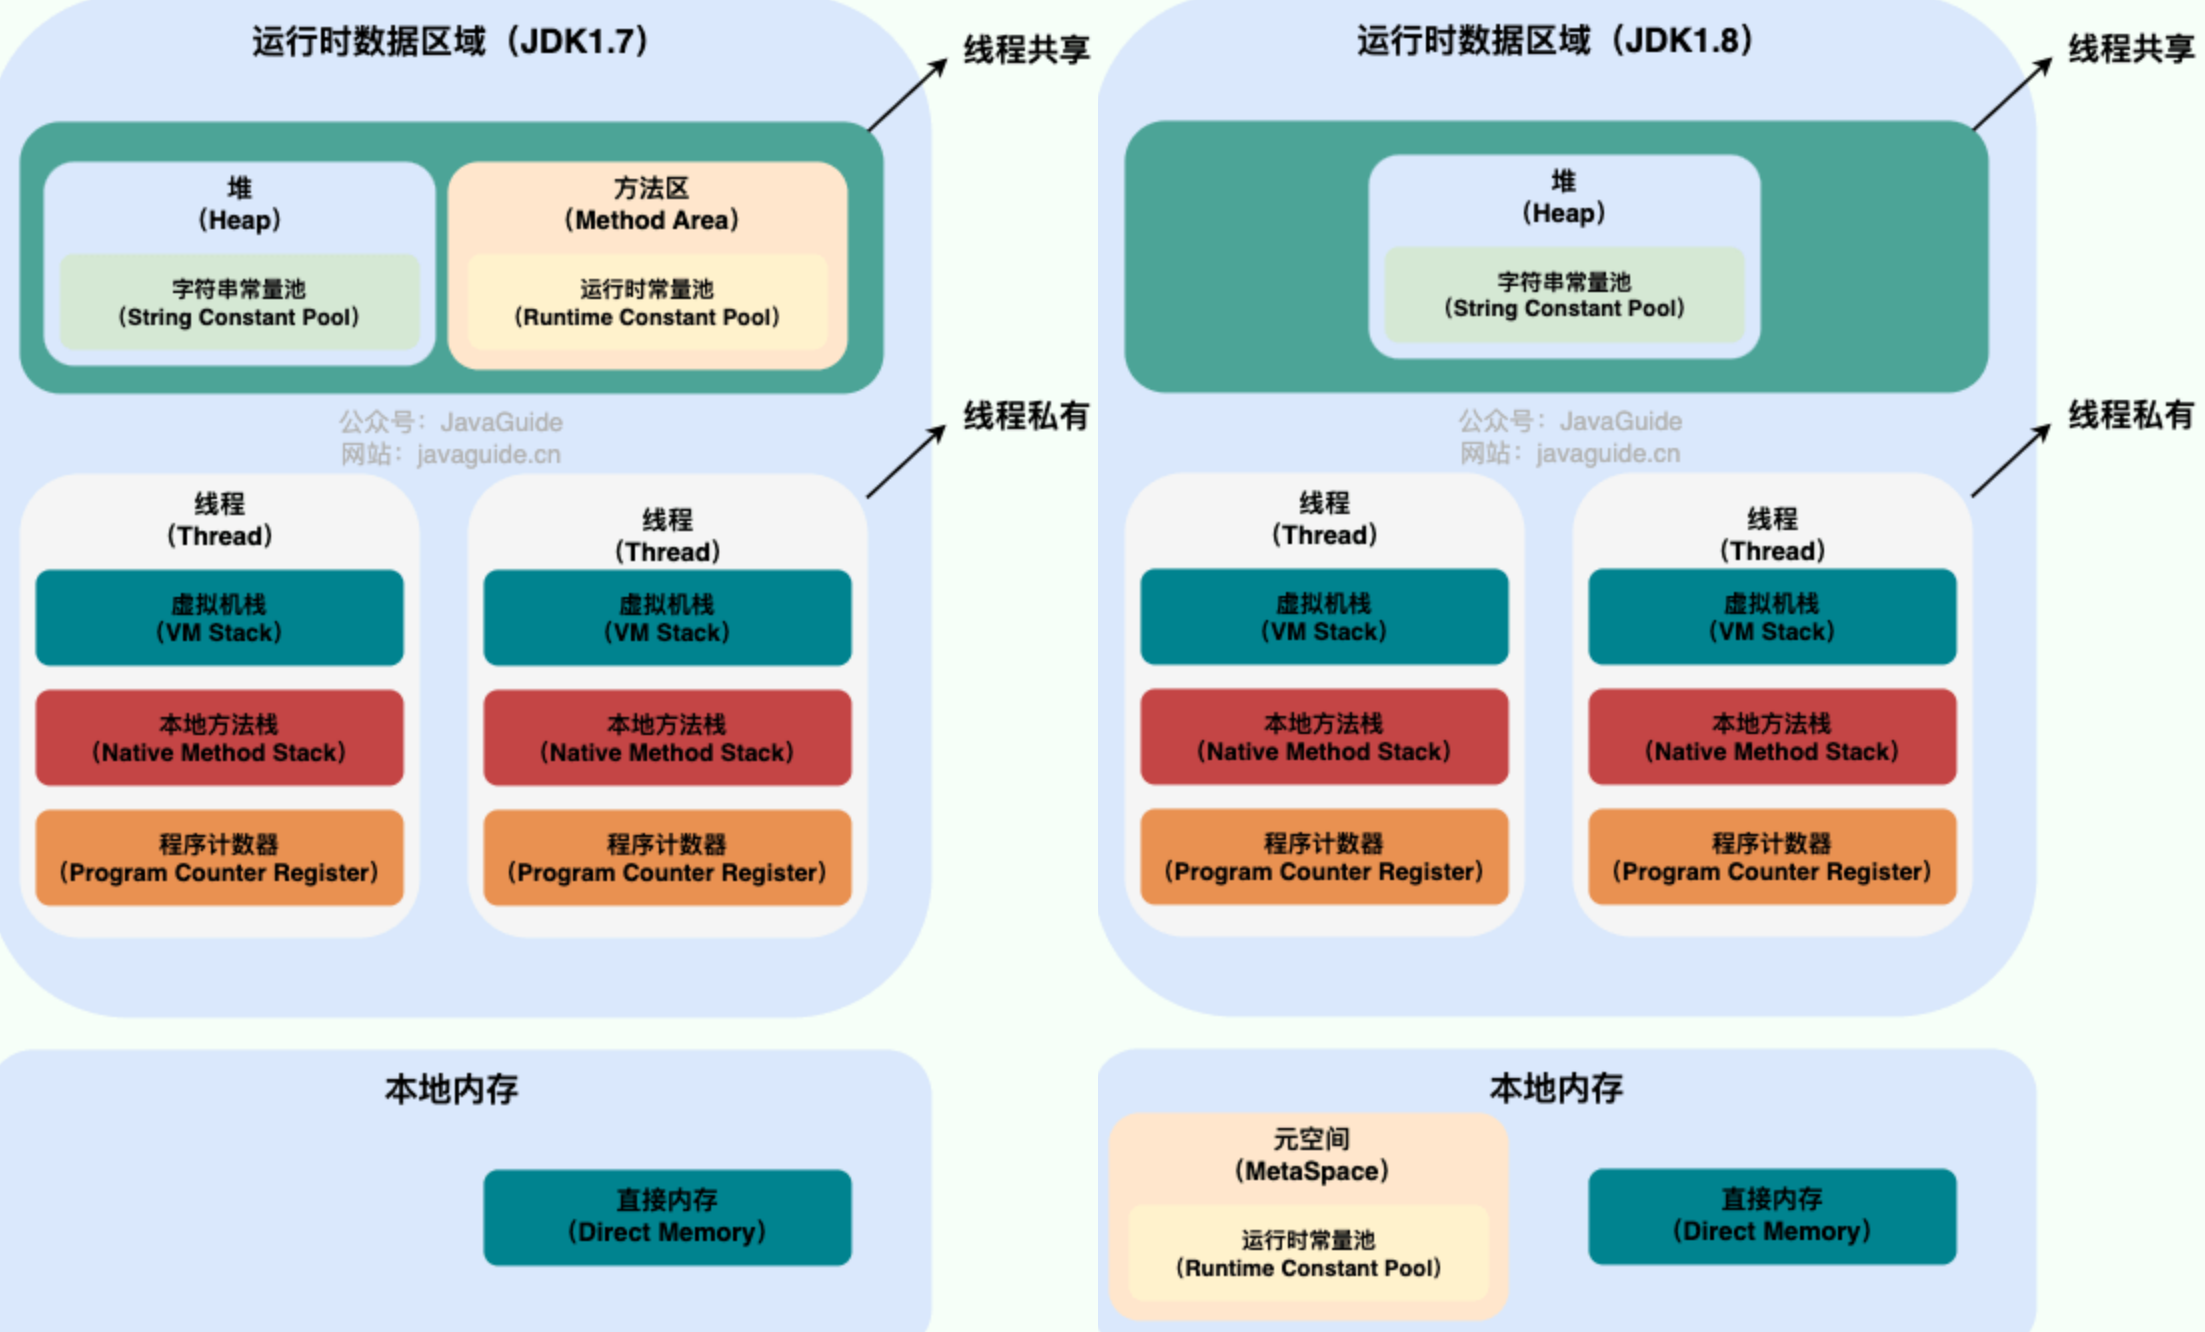 运行时数据区域（JDK1.7）
线程共享
堆
（Heap）
字符串常量池
（String Constant Pool）
方法区
（Method Area）
运行时常量池
（Runtime Constant Pool）
公众号：JavaGuide
网站：javaguide.cn
线程私有
线程
（Thread）
虚拟机栈
（VM Stack）
本地方法栈
（Native Method Stack）
程序计数器
（Program Counter Register）
线程
（Thread）
虚拟机栈
（VM Stack）
本地方法栈
（Native Method Stack）
程序计数器
（Program Counter Register）
本地内存
直接内存
（Direct Memory）
运行时数据区域（JDK1.8）
线程共享
堆
（Heap）
字符串常量池
（String Constant Pool）
公众号：JavaGuide
网站：javaguide.cn
线程私有
线程
（Thread）
虚拟机栈
（VM Stack）
本地方法栈
（Native Method Stack）
程序计数器
（Program Counter Register）
线程
（Thread）
虚拟机栈
（VM Stack）
本地方法栈
（Native Method Stack）
程序计数器
（Program Counter Register）
本地内存
元空间
（MetaSpace）
运行时常量池
（Runtime Constant Pool）
直接内存
（Direct Memory）